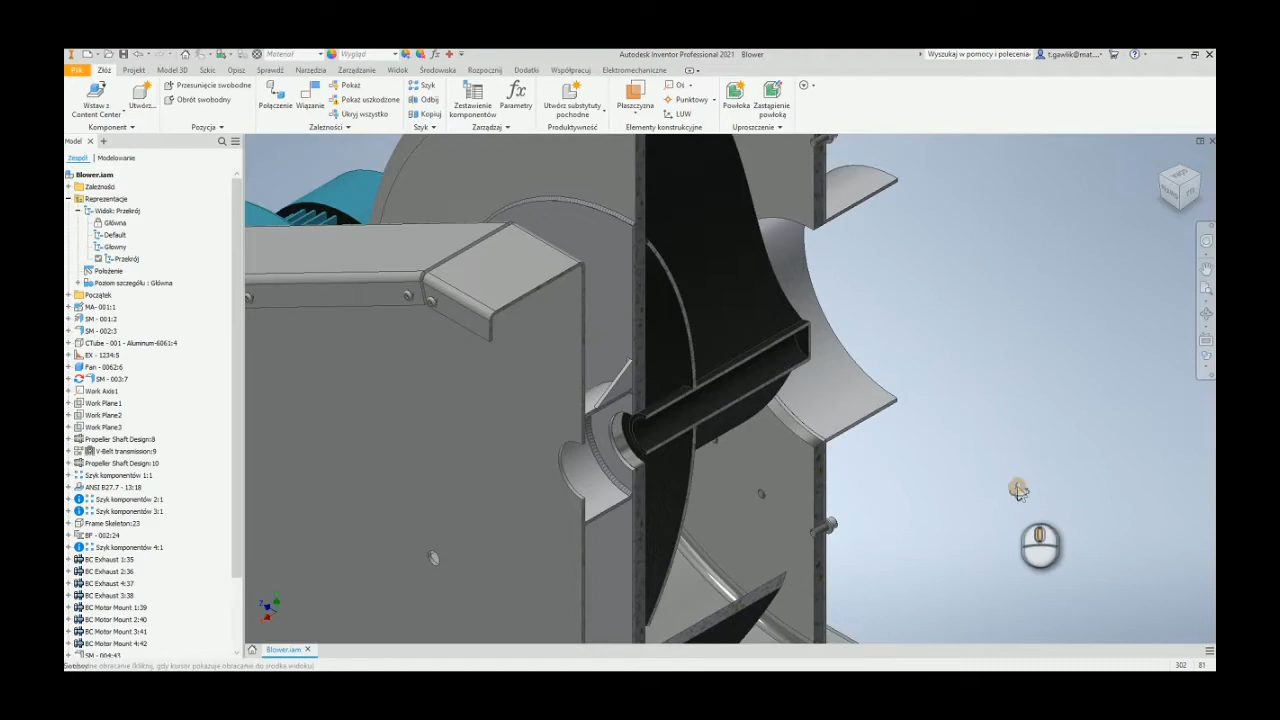 Materiał
Wygląd
Autodesk Inventor Professional 2021 Blower
Wyszukaj w pomocy i polecenia
t.gawlik@mat...
Plik Złóż Projekt Model 3D Szkic Opisz Sprawdź Narzędzia Zarządzanie Widok Środowiska Rozpocznij Dodatki Współpracuj Elektromechaniczne
Wstaw z Content Center
Utwórz...
Komponent
Przesunięcie swobodne
Obrót swobodny
Pozycja
Połączenie
Wiązanie
Pokaż
Pokaż uszkodzone
Ukryj wszystko
Zależności
Szyk
Odbij
Kopiuj
Szyk
Zestawienie komponentów
Parametry
Zarządzaj
Utwórz substytuty pochodne
Produktywność
Płaszczyzna
Oś
Punktowy
LUW
Elementy konstrukcyjne
Powłoka
Zastąpienie powłoką
Uproszczenie
Model
Zespół Modelowanie
Blower.iam
Zależności
Reprezentacje
Widok: Przekrój
Główna
Default
Glowny
Przekrój
Położenie
Poziom szczegółu : Główna
Początek
MA- 001:1
SM - 001:2
SM - 002:3
CTube - 001 - Aluminum-6061:4
EX - 1234:5
Fan - 0062:6
SM - 003:7
Work Axis1
Work Plane1
Work Plane2
Work Plane3
Propeller Shaft Design:8
V-Belt transmission:9
Propeller Shaft Design:10
Szyk komponentów 1:1
ANSI B27.7 - 13:18
Szyk komponentów 2:1
Szyk komponentów 3:1
Frame Skeleton:23
BF - 002:24
Szyk komponentów 4:1
BC Exhaust 1:35
BC Exhaust 2:36
BC Exhaust 4:37
BC Exhaust 3:38
BC Motor Mount 1:39
BC Motor Mount 2:40
BC Motor Mount 3:41
BC Motor Mount 4:42
SM - 004:43
Z
Blower.iam
obracanie (kliknij, gdy kursor pokazuje obracanie do środka widoku)
302 81